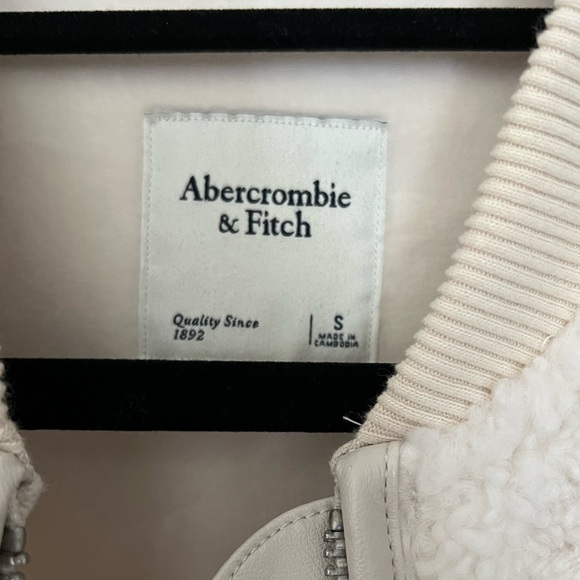 Abercrombie
& Fitch
Quality Since
1892
S
MADE IN
CAMBODIA